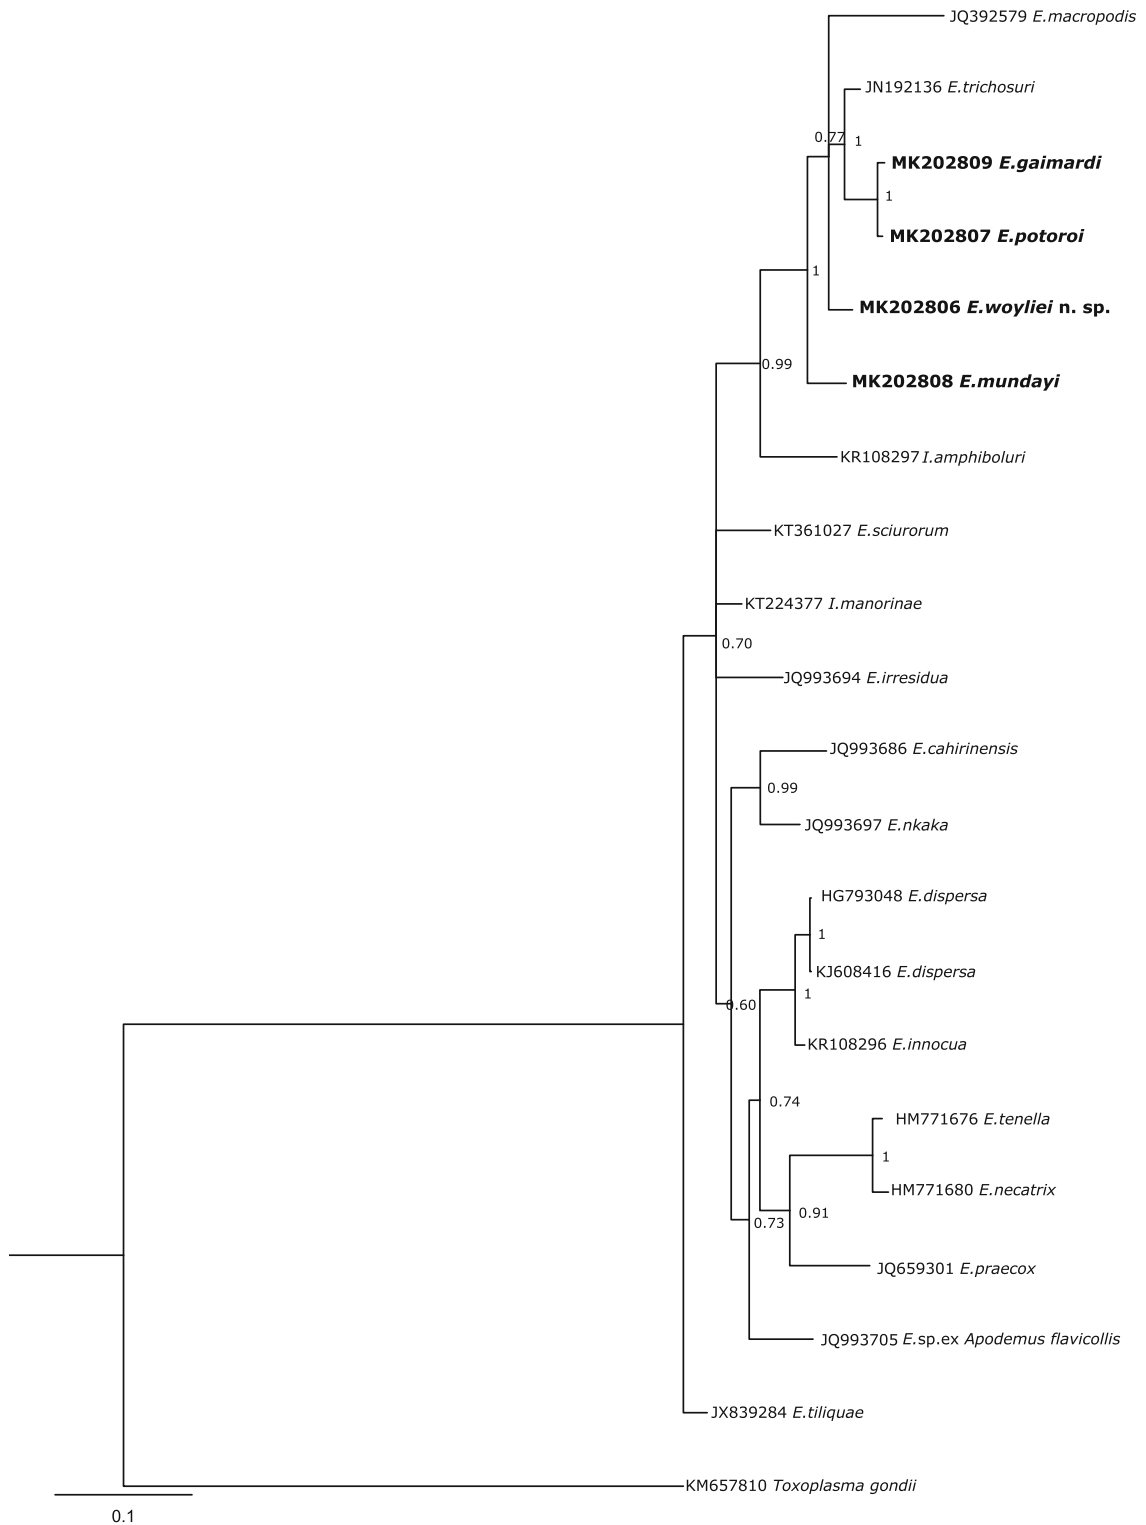 JQ392579 E.macropodis
JN192136 E.trichosuri
0.77
1
MK202809 E.gaimardi
1
MK202807 E.potoroi
1
MK202806 E.woyliei n. sp.
0.99
MK202808 E.mundayi
KR108297 I.amphiboluri
KT361027 E.sciurorum
KT224377 I.manorinae
0.70
JQ993694 E.irresidua
JQ993686 E.cahirinensis
0.99
JQ993697 E.nkaka
HG793048 E.dispersa
1
KJ608416 E.dispersa
1
0.60
KR108296 E.innocua
0.74
HM771676 E.tenella
1
HM771680 E.necatrix
0.91
0.73
JQ659301 E.praecox
JQ993705 E.sp.ex Apodemus flavicollis
JX839284 E.tiliquae
KM657810 Toxoplasma gondii
0.1